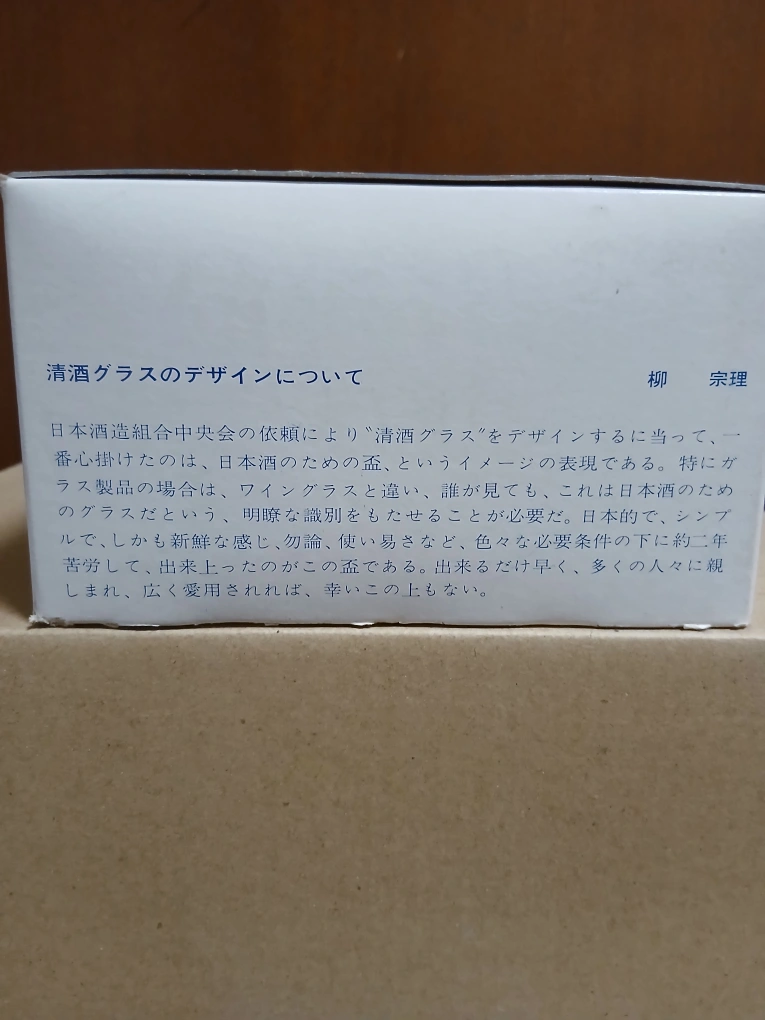 清酒グラスのデザインについて 柳 宗理
日本酒造組合中央会の依頼により〝清酒グラス〟をデザインするに当って、一
番心掛けたのは、日本酒のための盃、というイメージの表現である。特にガ
ラス製品の場合は、ワイングラスと違い、誰が見ても、これは日本酒のため
のグラスだという、明瞭な識別をもたせることが必要だ。日本的で、シンプ
ルで、しかも新鮮な感じ、勿論、使い易さなど、色々な必要条件の下に約二年
苦労して、出来上ったのがこの盃である。出来るだけ早く、多くの人々に親
しまれ、広く愛用されれば、幸いこの上もない。